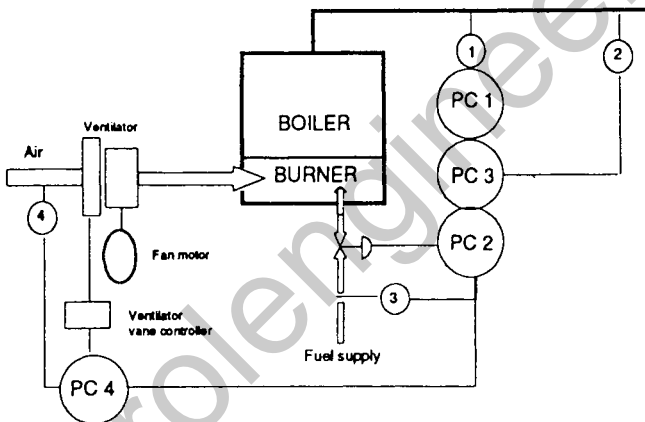 1
2
PC 1
BOILER
Ventilator
Air
PC 3
BURNER
4
PC 2
Fan motor
3
Ventilator
vane controller
Fuel supply
PC 4
rolengineer